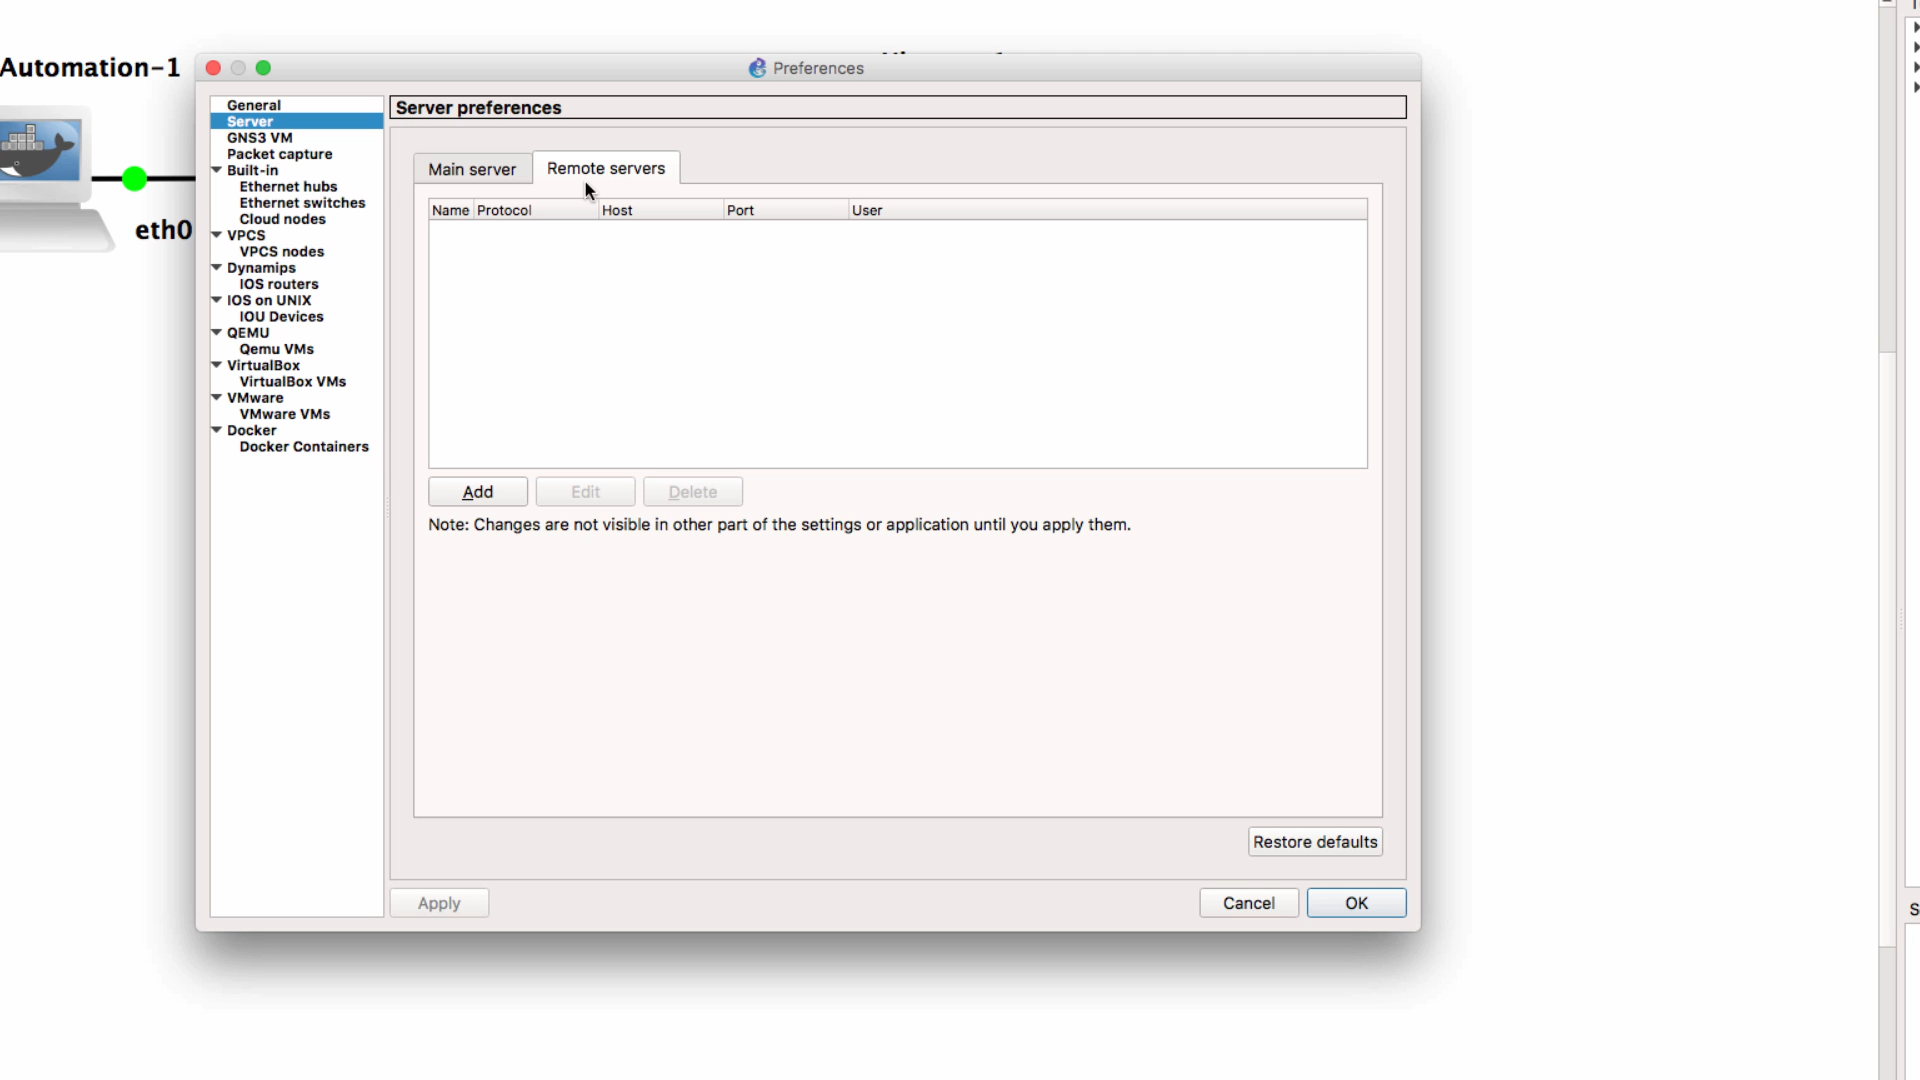 Automation-1
eth0
Preferences
General
Server
GNS3 VM
Packet capture
Built-in
Ethernet hubs
Ethernet switches
Cloud nodes
VPCS
VPCS nodes
Dynamips
IOS routers
IOS on UNIX
IOU Devices
QEMU
Qemu VMs
VirtualBox
VirtualBox VMs
VMware
VMware VMs
Docker
Docker Containers
Server preferences
Main server Remote servers
Name Protocol Host Port User
Add Edit Delete
Note: Changes are not visible in other part of the settings or application until you apply them.
Restore defaults
Apply Cancel OK